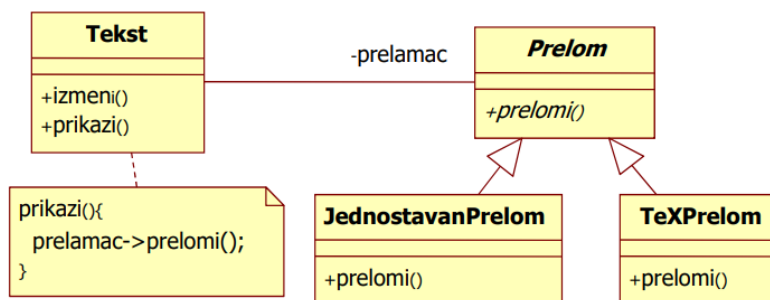 Tekst
+izmeni()
+prikazi()
-prelamac
Prelom
+prelomi()
prikazi(){
prelamac->prelomi();
}
JednostavanPrelom
+prelomi()
TeXPrelom
+prelomi()